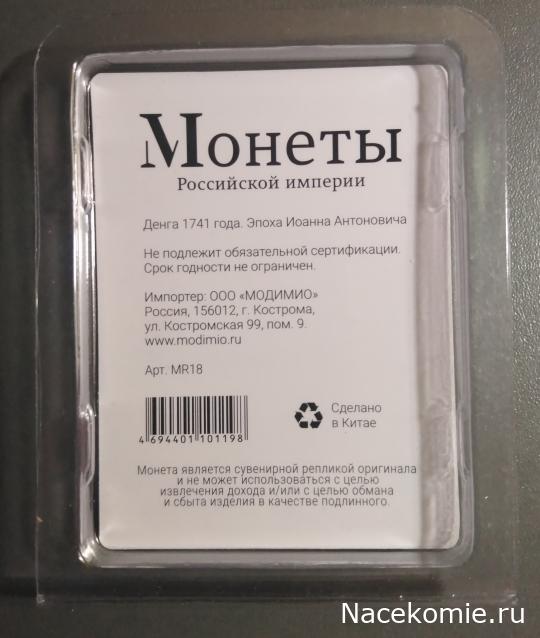 Монеты
Российской империи
Денга 1741 года. Эпоха Иоанна Антоновича
Не подлежит обязательной сертификации.
Срок годности не ограничен.
Импортер: ООО «МОДИМИО»
Россия, 156012, г. Кострома,
ул. Костромская 99, пом. 9.
www.modimio.ru
Арт. MR18
4 694401 101198
Сделано
в Китае
Монета является сувенирной репликой оригинала
и не может использоваться с целью
извлечения дохода и/или с целью обмана
и сбыта изделия в качестве подлинного.
Nacekomie.ru